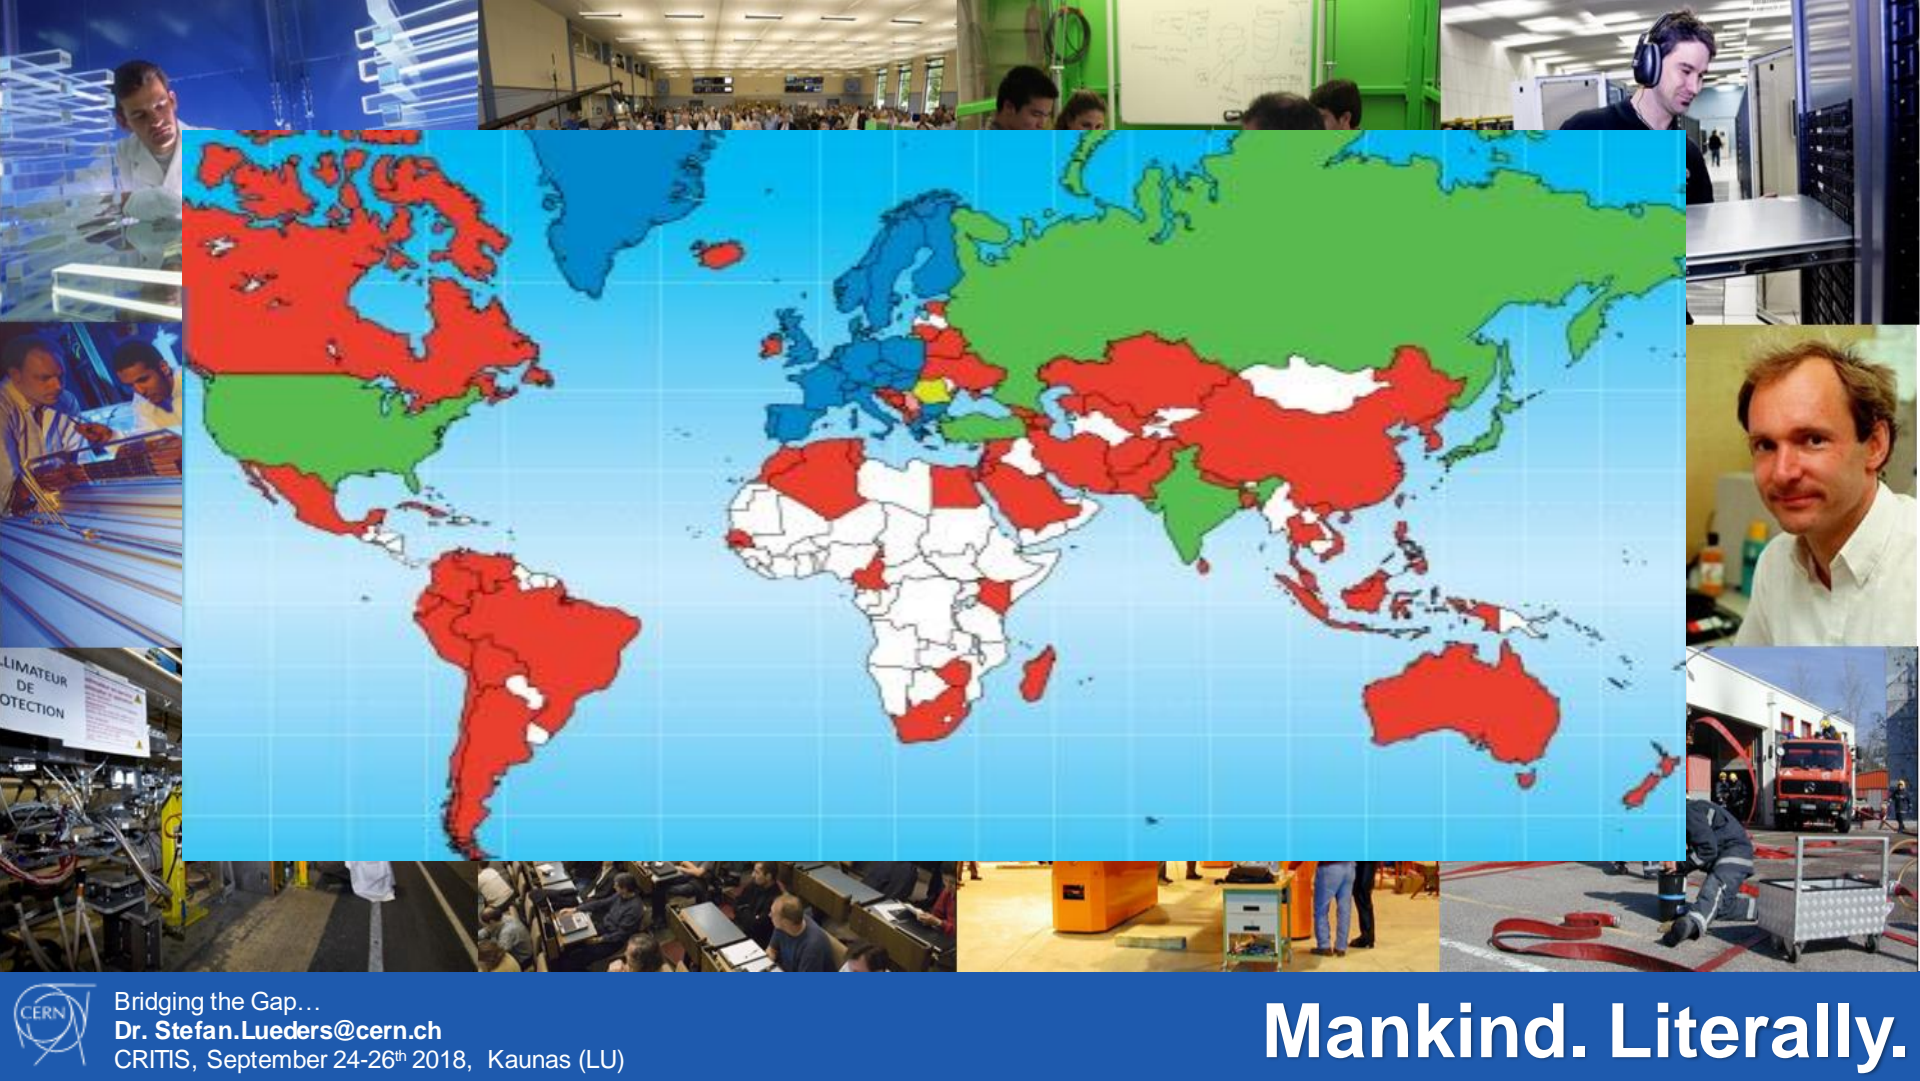 LLIMATEUR
DE
OTECTION
CERN
Bridging the Gap…
Dr. Stefan.Lueders@cern.ch
CRITIS, September 24-26th 2018, Kaunas (LU)
Mankind. Literally.